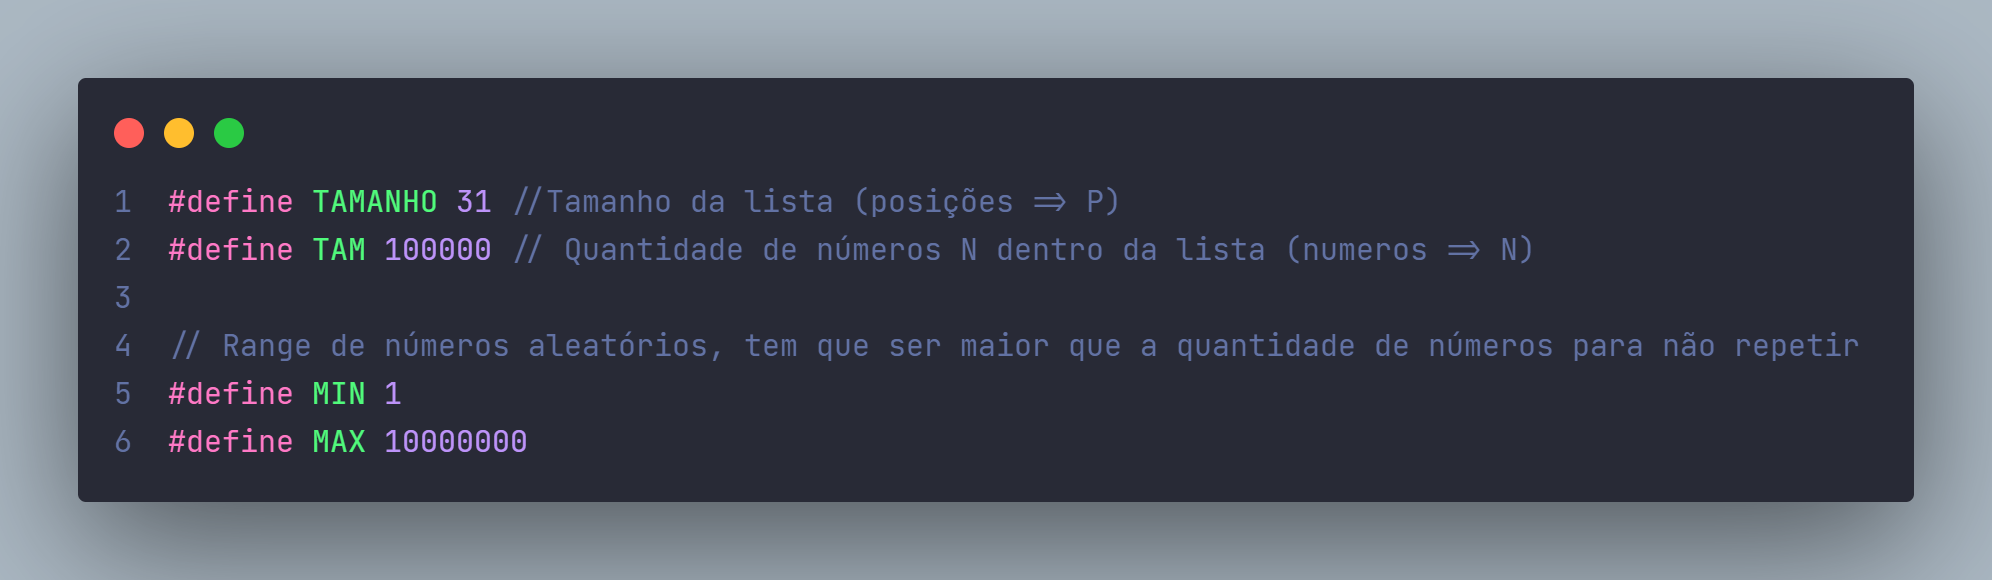 1 #define TAMANHO 31 //Tamanho da lista (posições => P)
2 #define TAM 100000 // Quantidade de números N dentro da lista (numeros => N)
3
4 // Range de números aleatórios, tem que ser maior que a quantidade de números para não repetir
5 #define MIN 1
6 #define MAX 10000000